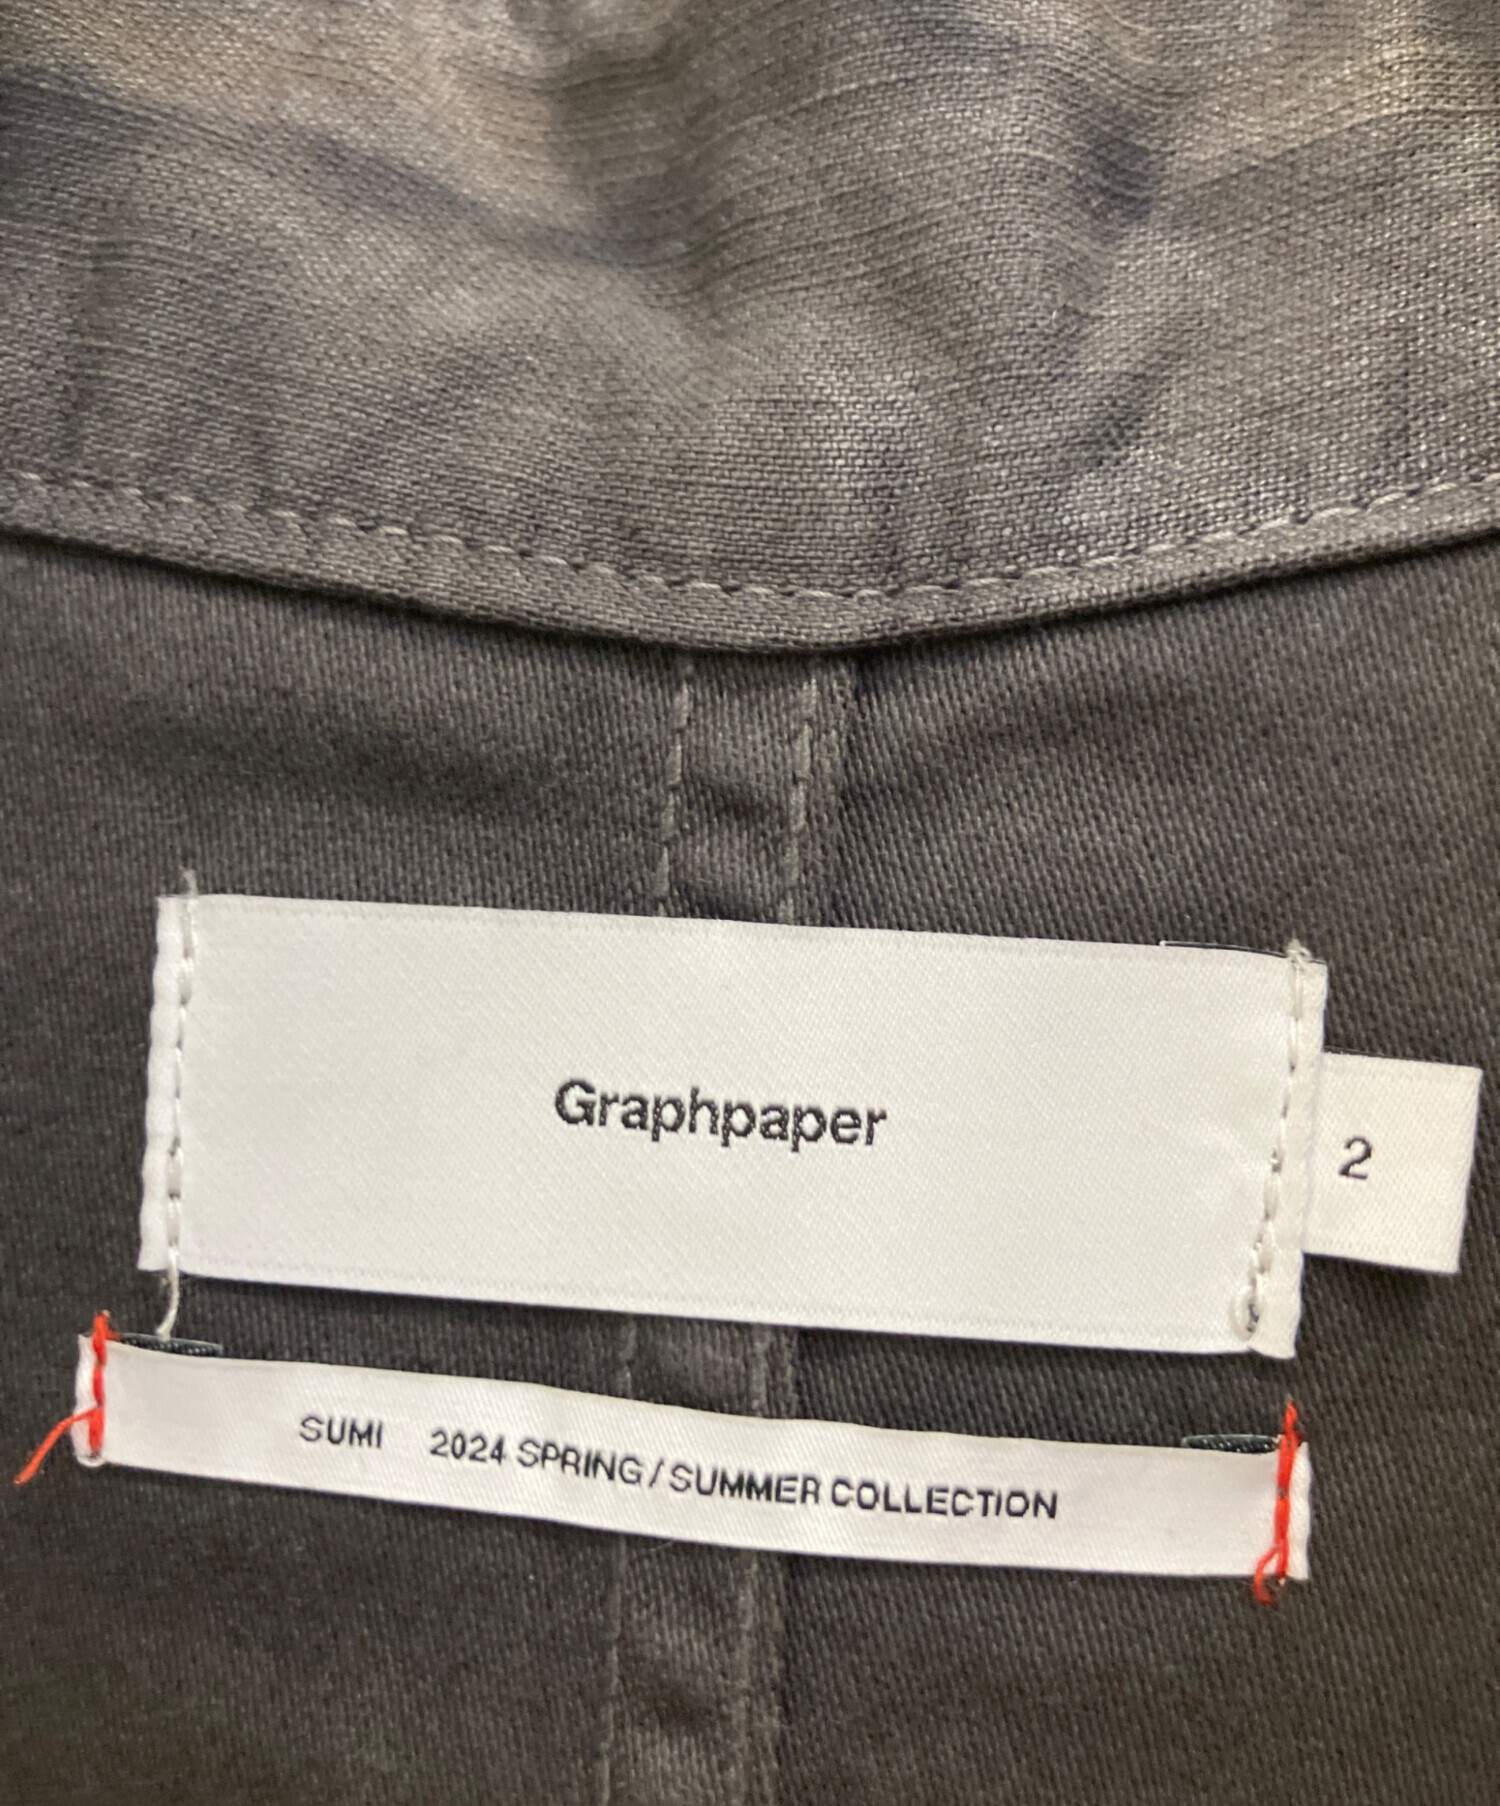 Graphpaper
2
SUMI 2024 SPRING/SUMMER COLLECTION